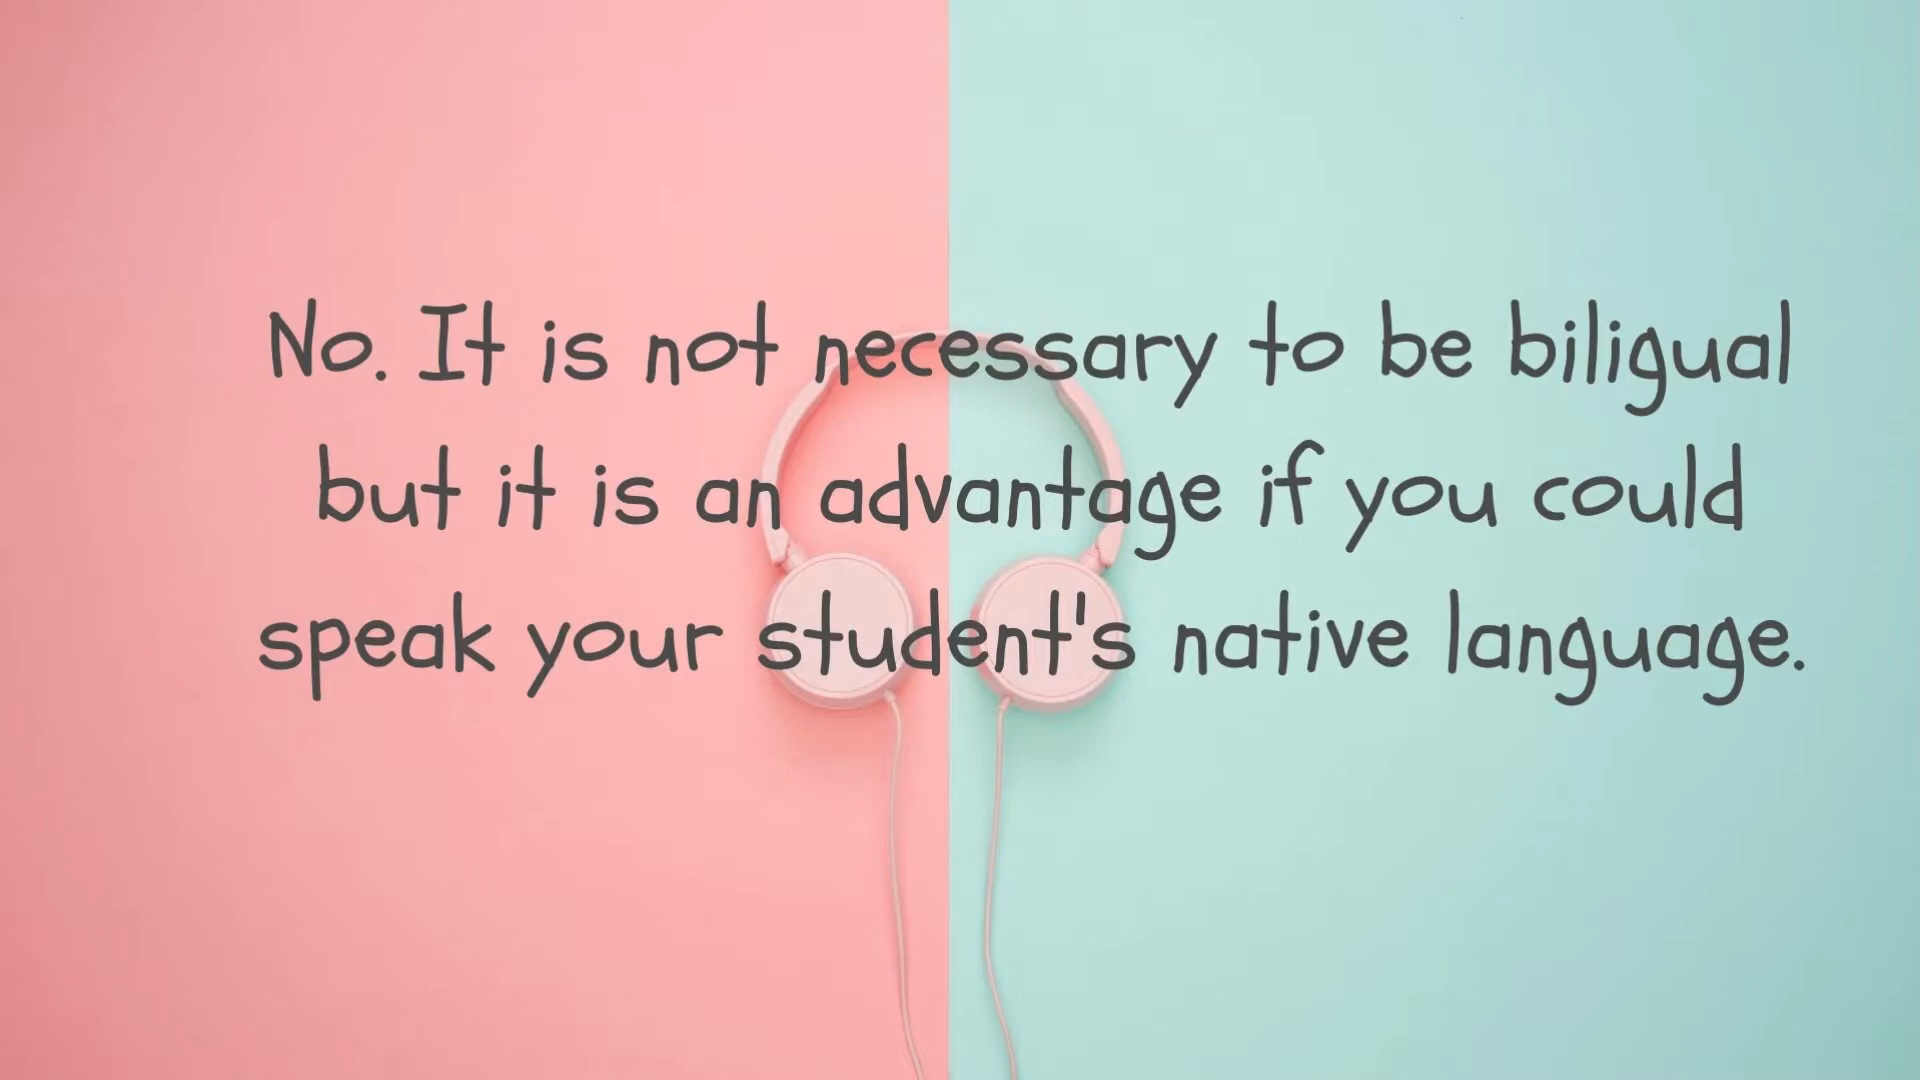 No. It is not necessary to be biligual
but it is an advantage if you could
speak your student's native language.